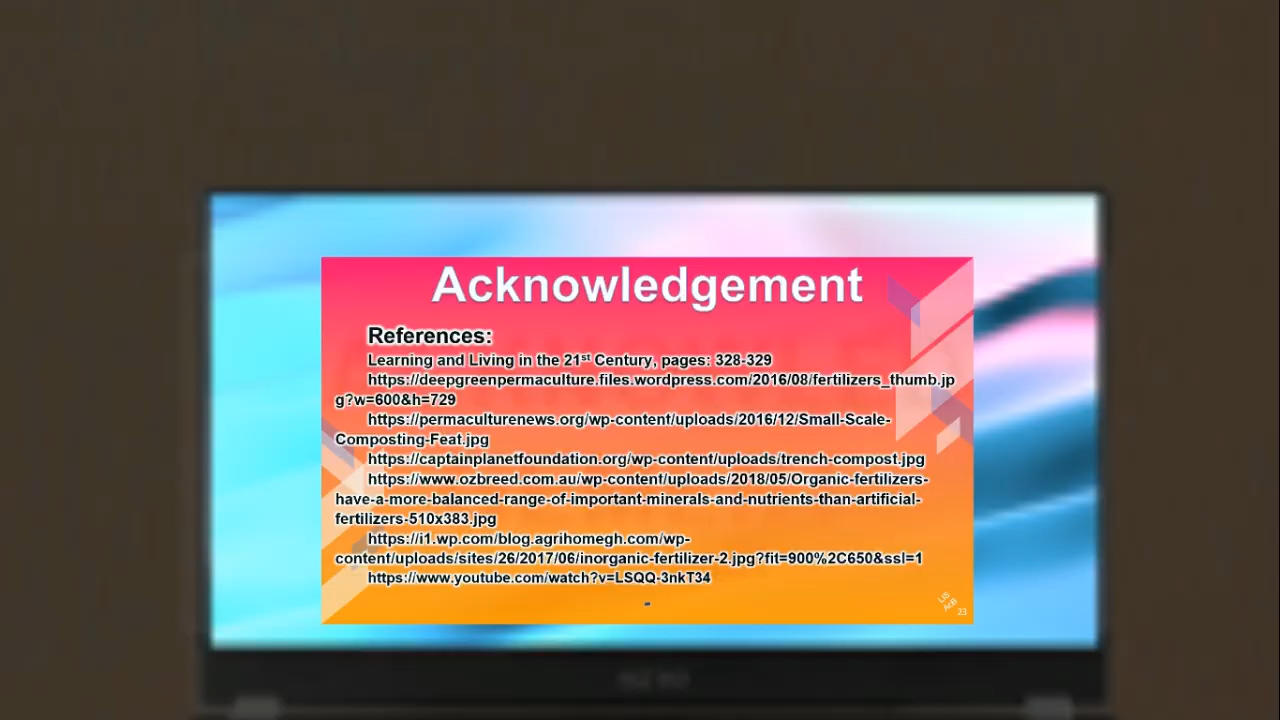 Acknowledgement
References:
Learning and Living in the 21st Century, pages: 328-329
https://deepgreenpermaculture.files.wordpress.com/2016/08/fertilizers_thumb.jp
g?w=600&h=729
https://permaculturenews.org/wp-content/uploads/2016/12/Small-Scale-
Composting-Feat.jpg
https://captainplanetfoundation.org/wp-content/uploads/trench-compost.jpg
https://www.ozbreed.com.au/wp-content/uploads/2018/05/Organic-fertilizers-
have-a-more-balanced-range-of-important-minerals-and-nutrients-than-artificial-
fertilizers-510x383.jpg
https://i1.wp.com/blog.agrihomegh.com/wp-
content/uploads/sites/26/2017/06/inorganic-fertilizer-2.jpg?fit=900%2C650&ssl=1
https://www.youtube.com/watch?v=LSQQ-3nkT34
-
23